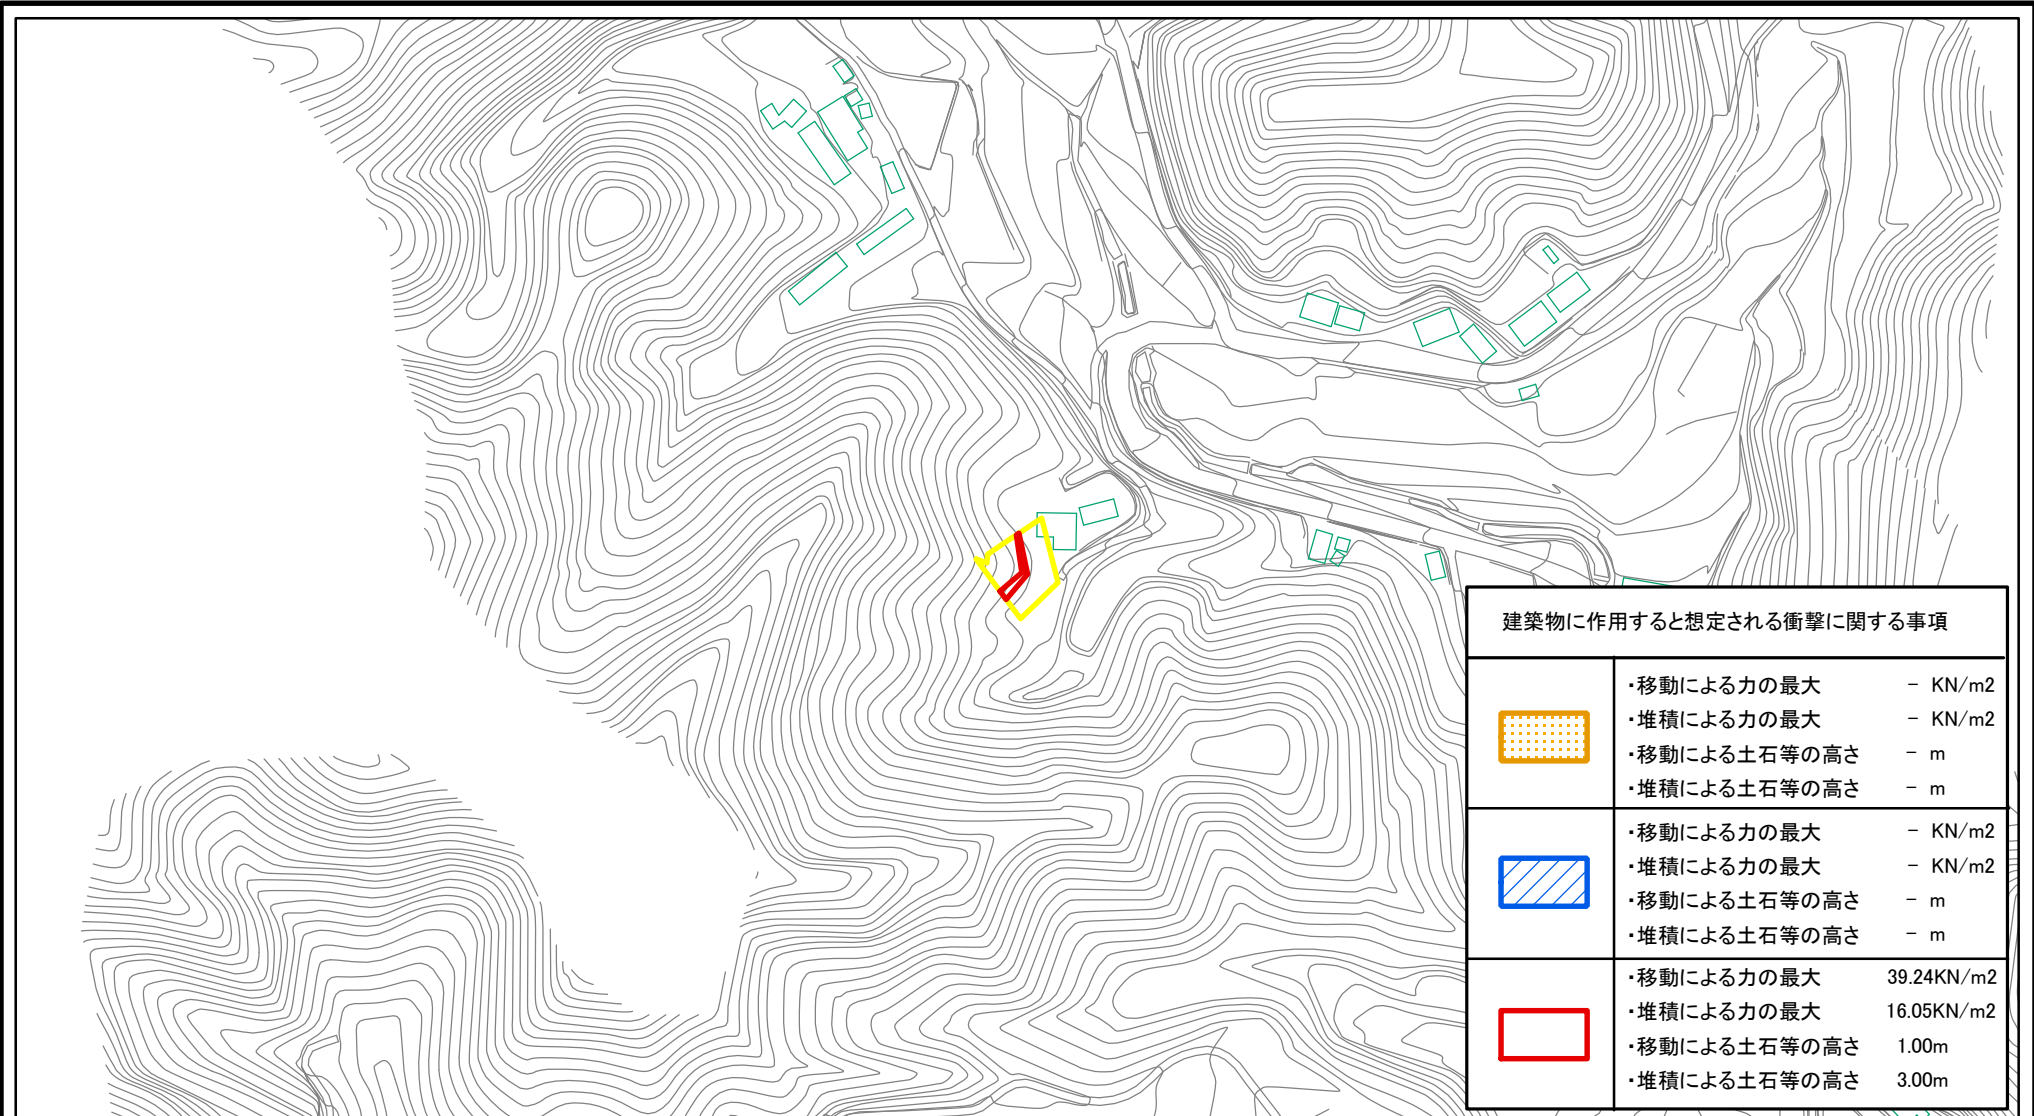 建築物に作用すると想定される衝撃に関する事項
・移動による力の最大 － KN/m2
・堆積による力の最大 － KN/m2
・移動による土石等の高さ － m
・堆積による土石等の高さ － m
・移動による力の最大 － KN/m2
・堆積による力の最大 － KN/m2
・移動による土石等の高さ － m
・堆積による土石等の高さ － m
・移動による力の最大 39.24KN/m2
・堆積による力の最大 16.05KN/m2
・移動による土石等の高さ 1.00m
・堆積による土石等の高さ 3.00m